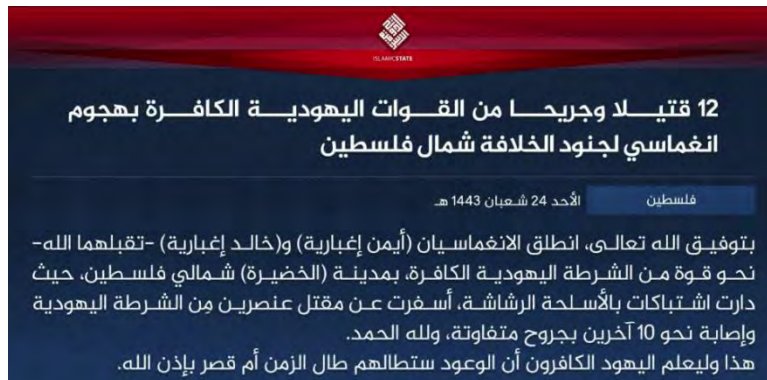 ISLAMIC STATE
12 قتيلا وجريحا من القوات اليهودية الكافرة بهجوم
انغماسي لجنود الخلافة شمال فلسطين
فلسطين الأحد 24 شعبان 1443 هـ
بتوفيق الله تعالى، انطلق الانغماسيان (أيمن إغبارية) و(خالد إغبارية) -تقبلهما الله-
نحو قوة من الشرطة اليهودية الكافرة، بمدينة (الخضيرة) شمالي فلسطين، حيث
دارت اشتباكات بالأسلحة الرشاشة، أسفرت عن مقتل عنصرين مِن الشرطة اليهودية
وإصابة نحو 10 آخرين بجروح متفاوتة، ولله الحمد.
هذا وليعلم اليهود الكافرون أن الوعود ستطالهم طال الزمن أم قصر بإذن الله.